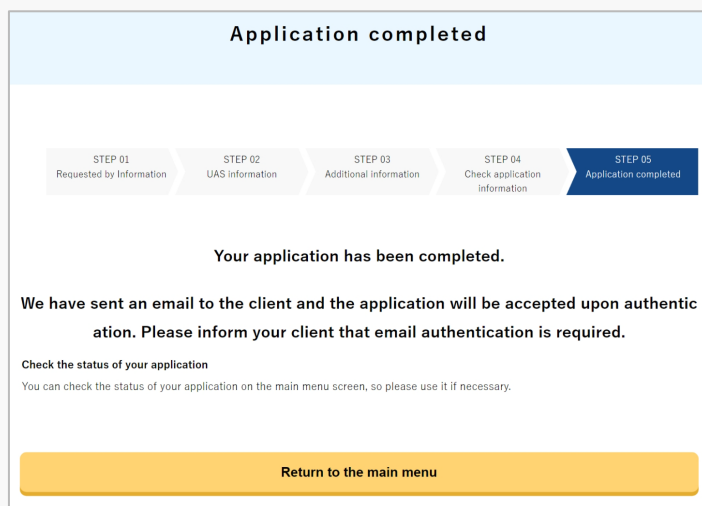 Application completed
STEP 01
Requested by Information
STEP 02
UAS information
STEP 03
Additional information
STEP 04
Check application
information
STEP 05
Application completed
Your application has been completed.
We have sent an email to the client and the application will be accepted upon authentic
ation. Please inform your client that email authentication is required.
Check the status of your application
You can check the status of your application on the main menu screen, so please use it if necessary.
Return to the main menu